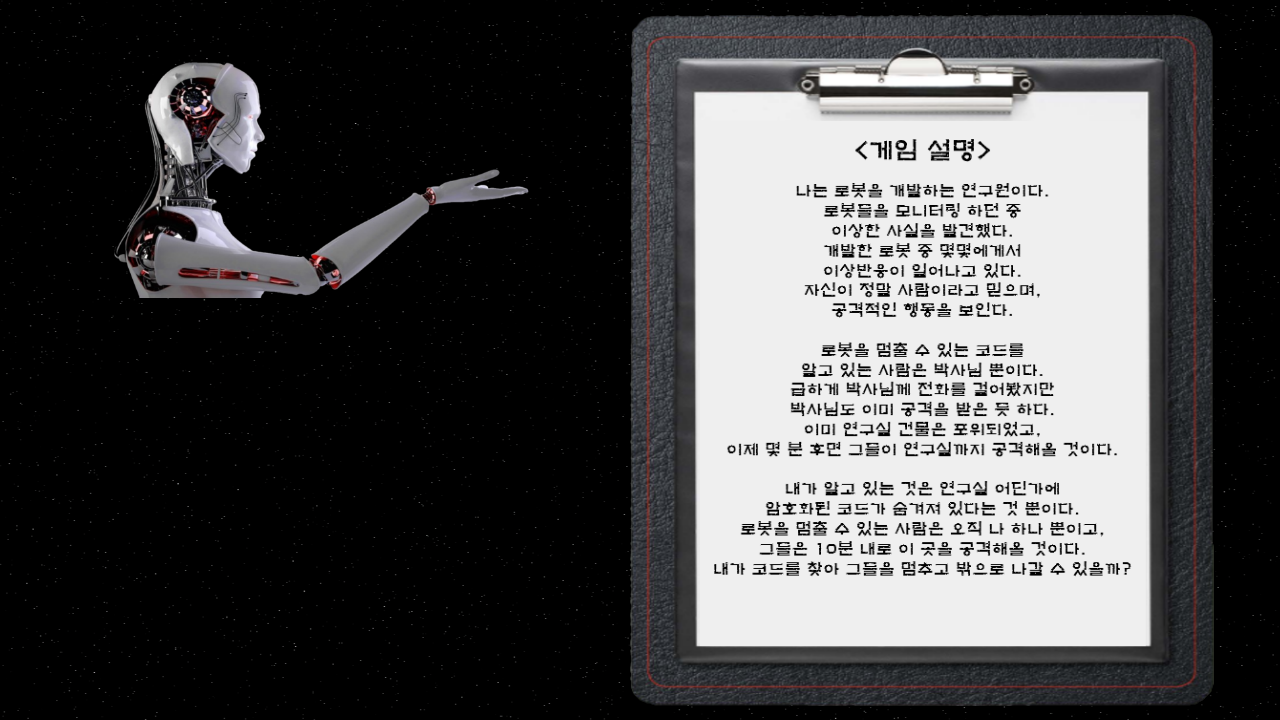 <게임 설명>
나는 로봇을 개발하는 연구원이다.
로봇들을 모니터링 하던 중
이상한 사실을 발견했다.
개발한 로봇 중 몇몇에게서
이상반응이 일어나고 있다.
자신이 정말 사람이라고 믿으며,
공격적인 행동을 보인다.
로봇을 멈출 수 있는 코드를
알고 있는 사람은 박사님 뿐이다.
급하게 박사님께 전화를 걸어봤지만
박사님도 이미 공격을 받은 듯 하다.
이미 연구실 건물은 포위되었고,
이제 몇 분 후면 그들이 연구실까지 공격해올 것이다.
내가 알고 있는 것은 연구실 어딘가에
암호화된 코드가 숨겨져 있다는 것 뿐이다.
로봇을 멈출 수 있는 사람은 오직 나 하나 뿐이고,
그들은 10분 내로 이 곳을 공격해올 것이다.
내가 코드를 찾아 그들을 멈추고 밖으로 나갈 수 있을까?